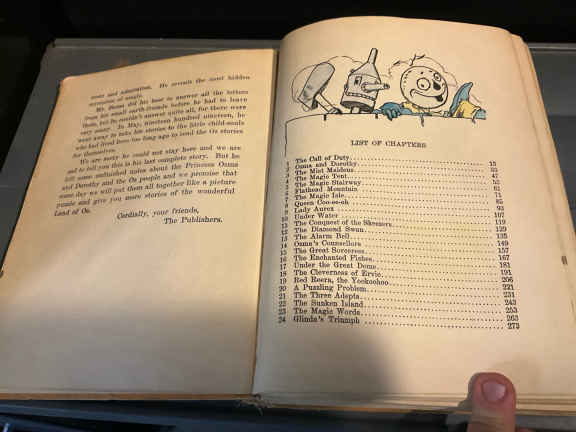 and admiration. He reveals the most hidden
of magic.
Mr. Baum did his best to answer all the letters
from his small earth-friends before he had to leave
them, but he couldn't answer quite all, for there were
very many. In May, nineteen hundred nineteen, he
went away to take his stories to the little child-souls
who had lived here too long ago to read the Oz stories
for themselves.
We are sorry he could not stay here and we are
sad to tell you this is his last complete story. But he
left some unfinished notes about the Princess Ozma
and Dorothy and the Oz people and we promise that
some day we will put them all together like a picture
puzzle and give you more stories of the wonderful
Land of Oz.
Cordially, your friends,
The Publishers.
LIST OF CHAPTERS
1 The Call of Duty 13
2 Ozma and Dorothy 33
3 The Mist Maidens 47
4 The Magic Tent 53
5 The Magic Stairway 61
6 Flathead Mountain 71
7 The Magic Isle 85
8 Queen Coo-ee-oh 93
9 Lady Aurex 107
10 Under Water 119
11 The Conquest of the Skeezers 129
12 The Diamond Swan 135
13 The Alarm Bell 149
14 Ozma's Counsellors 157
15 The Great Sorceress 167
16 The Enchanted Fishes 181
17 Under the Great Dome 191
18 The Cleverness of Ervic 206
19 Red Reera, the Yookoohoo 221
20 A Puzzling Problem 231
21 The Three Adepts 243
22 The Sunken Island 253
23 The Magic Words 263
24 Glinda's Triumph 273